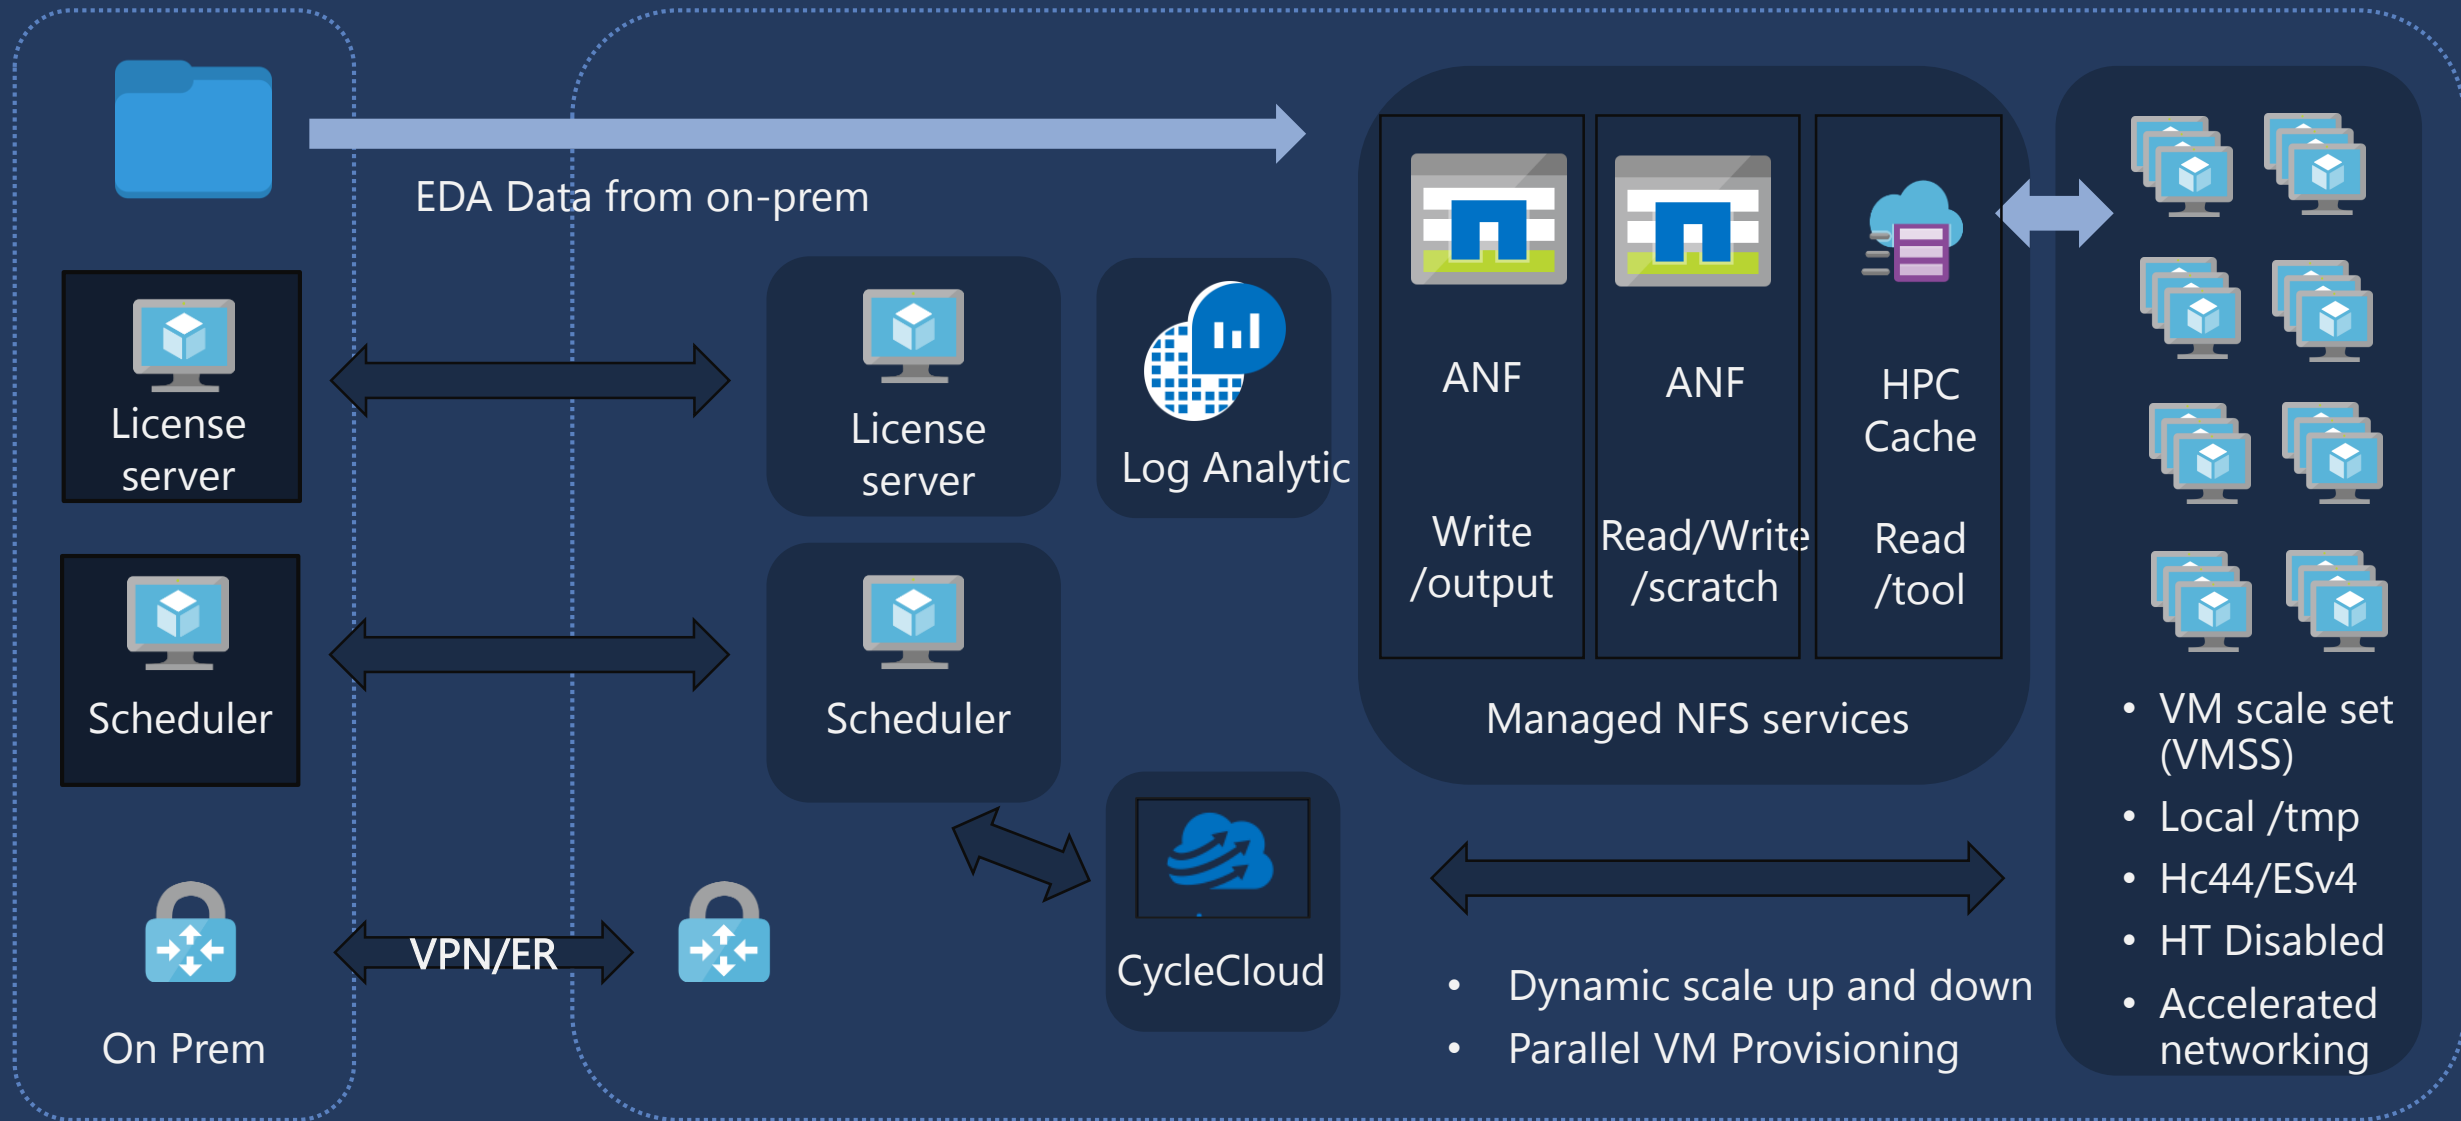 EDA Data from on-prem
License
server
Scheduler
VPN/ER
On Prem
License
server
Log Analytic
Scheduler
CycleCloud
ANF
Write
/output
ANF
Read/Write
/scratch
HPC
Cache
Read
/tool
Managed NFS services
• Dynamic scale up and down
• Parallel VM Provisioning
• VM scale set
(VMSS)
• Local /tmp
• Hc44/ESv4
• HT Disabled
• Accelerated
networking